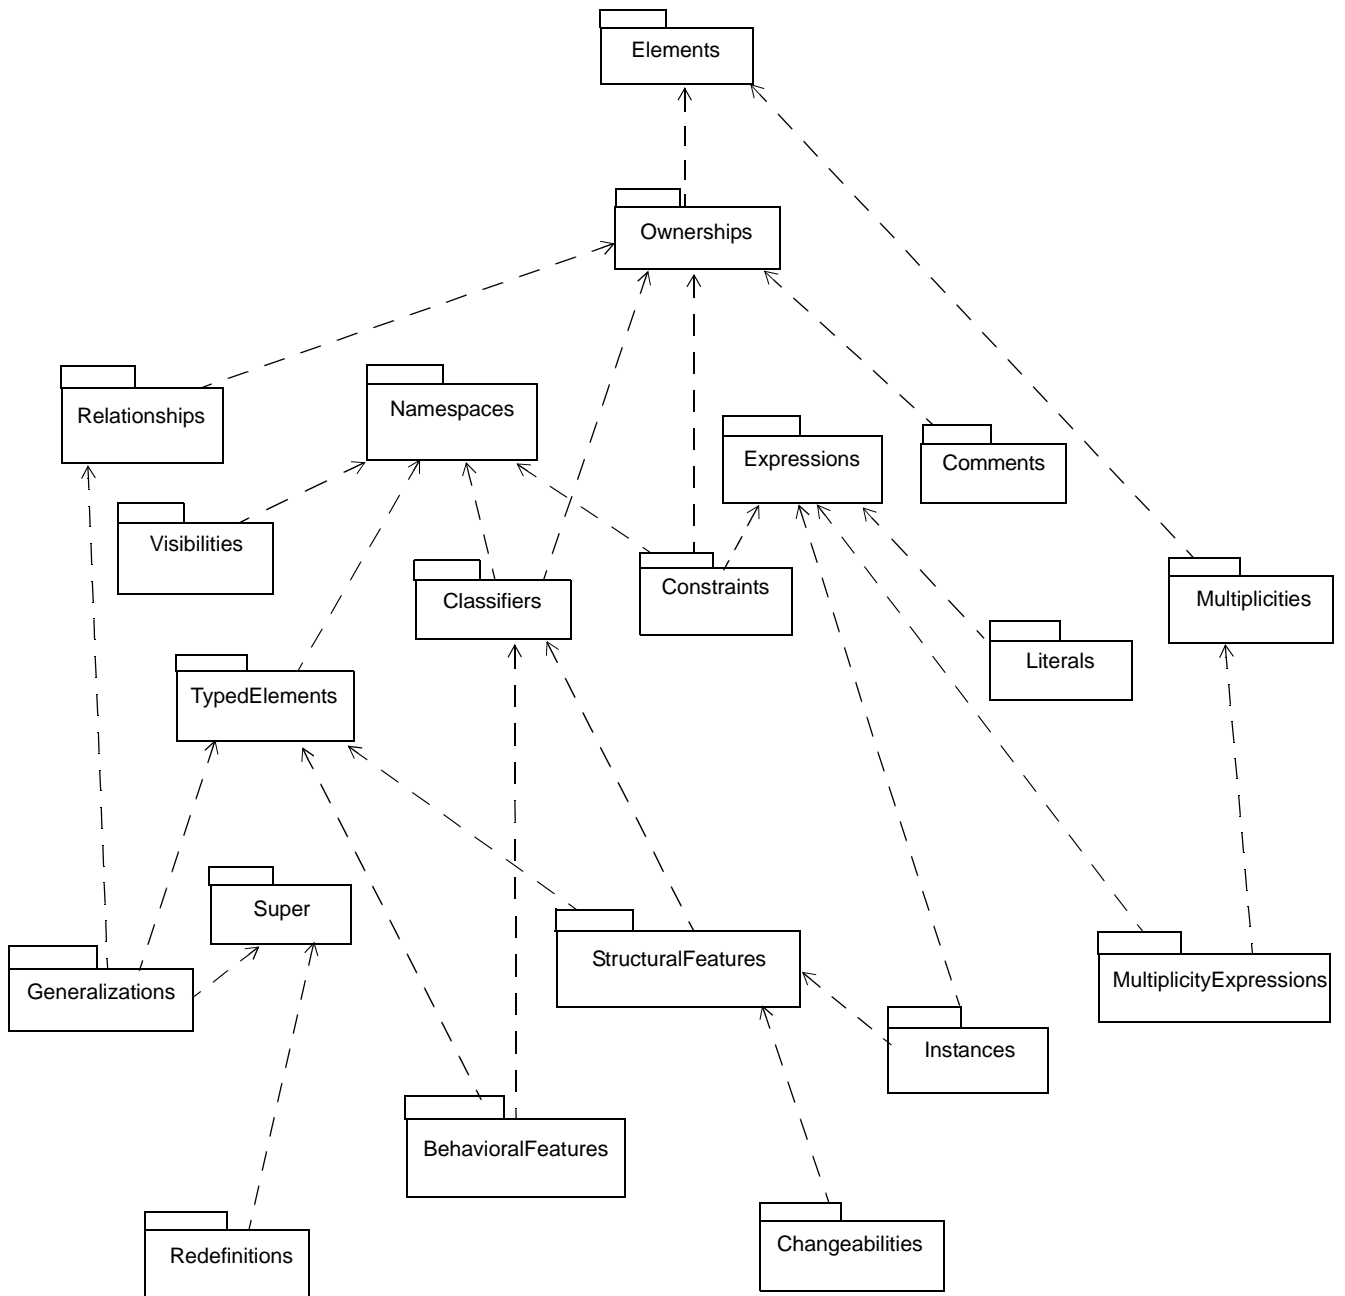 Elements
Ownerships
Relationships
Namespaces
Expressions
Comments
Visibilities
Classifiers
Constraints
Multiplicities
Literals
TypedElements
Super
StructuralFeatures
Generalizations
MultiplicityExpressions
Instances
BehavioralFeatures
Redefinitions
Changeabilities